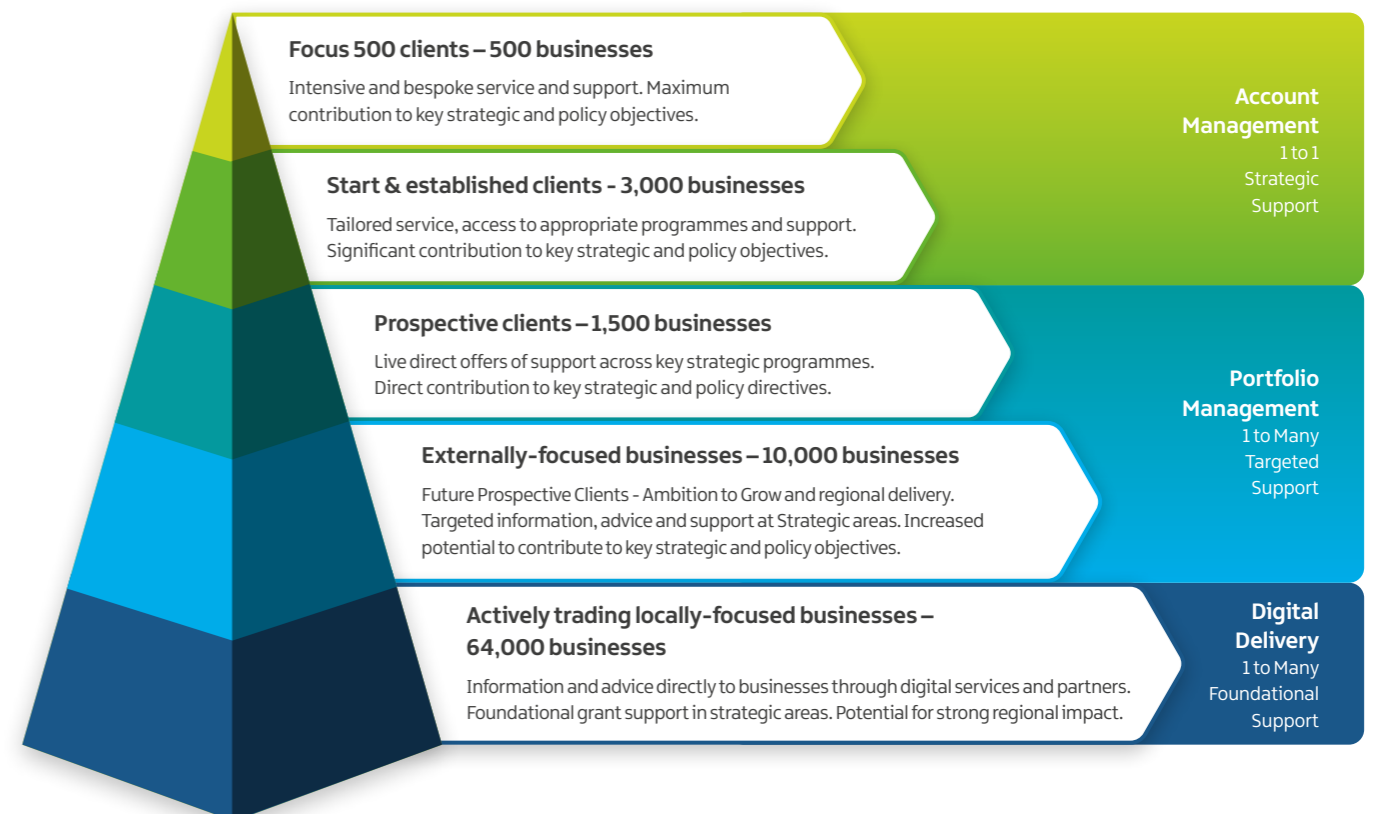 Focus 500 clients – 500 businesses
Intensive and bespoke service and support. Maximum
contribution to key strategic and policy objectives.
Account
Management
1 to 1
Strategic
Support
Start & established clients - 3,000 businesses
Tailored service, access to appropriate programmes and support.
Significant contribution to key strategic and policy objectives.
Prospective clients – 1,500 businesses
Live direct offers of support across key strategic programmes.
Direct contribution to key strategic and policy directives.
Portfolio
Management
1 to Many
Targeted
Support
Externally-focused businesses – 10,000 businesses
Future Prospective Clients - Ambition to Grow and regional delivery.
Targeted information, advice and support at Strategic areas. Increased
potential to contribute to key strategic and policy objectives.
Actively trading locally-focused businesses –
64,000 businesses
Information and advice directly to businesses through digital services and partners.
Foundational grant support in strategic areas. Potential for strong regional impact.
Digital
Delivery
1 to Many
Foundational
Support